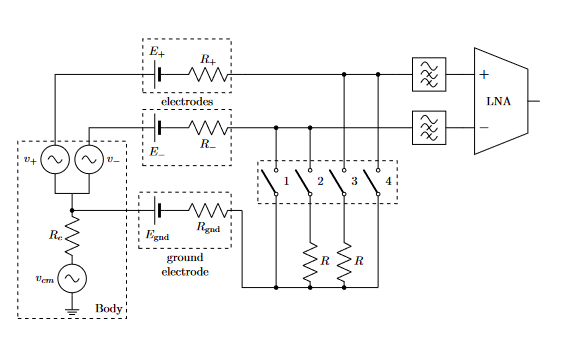 E+
R+
electrodes
+
LNA
−
v+
v−
E−
R−
1
2
3
4
Egnd
Rgnd
Rc
ground
electrode
R
R
vcm
Body